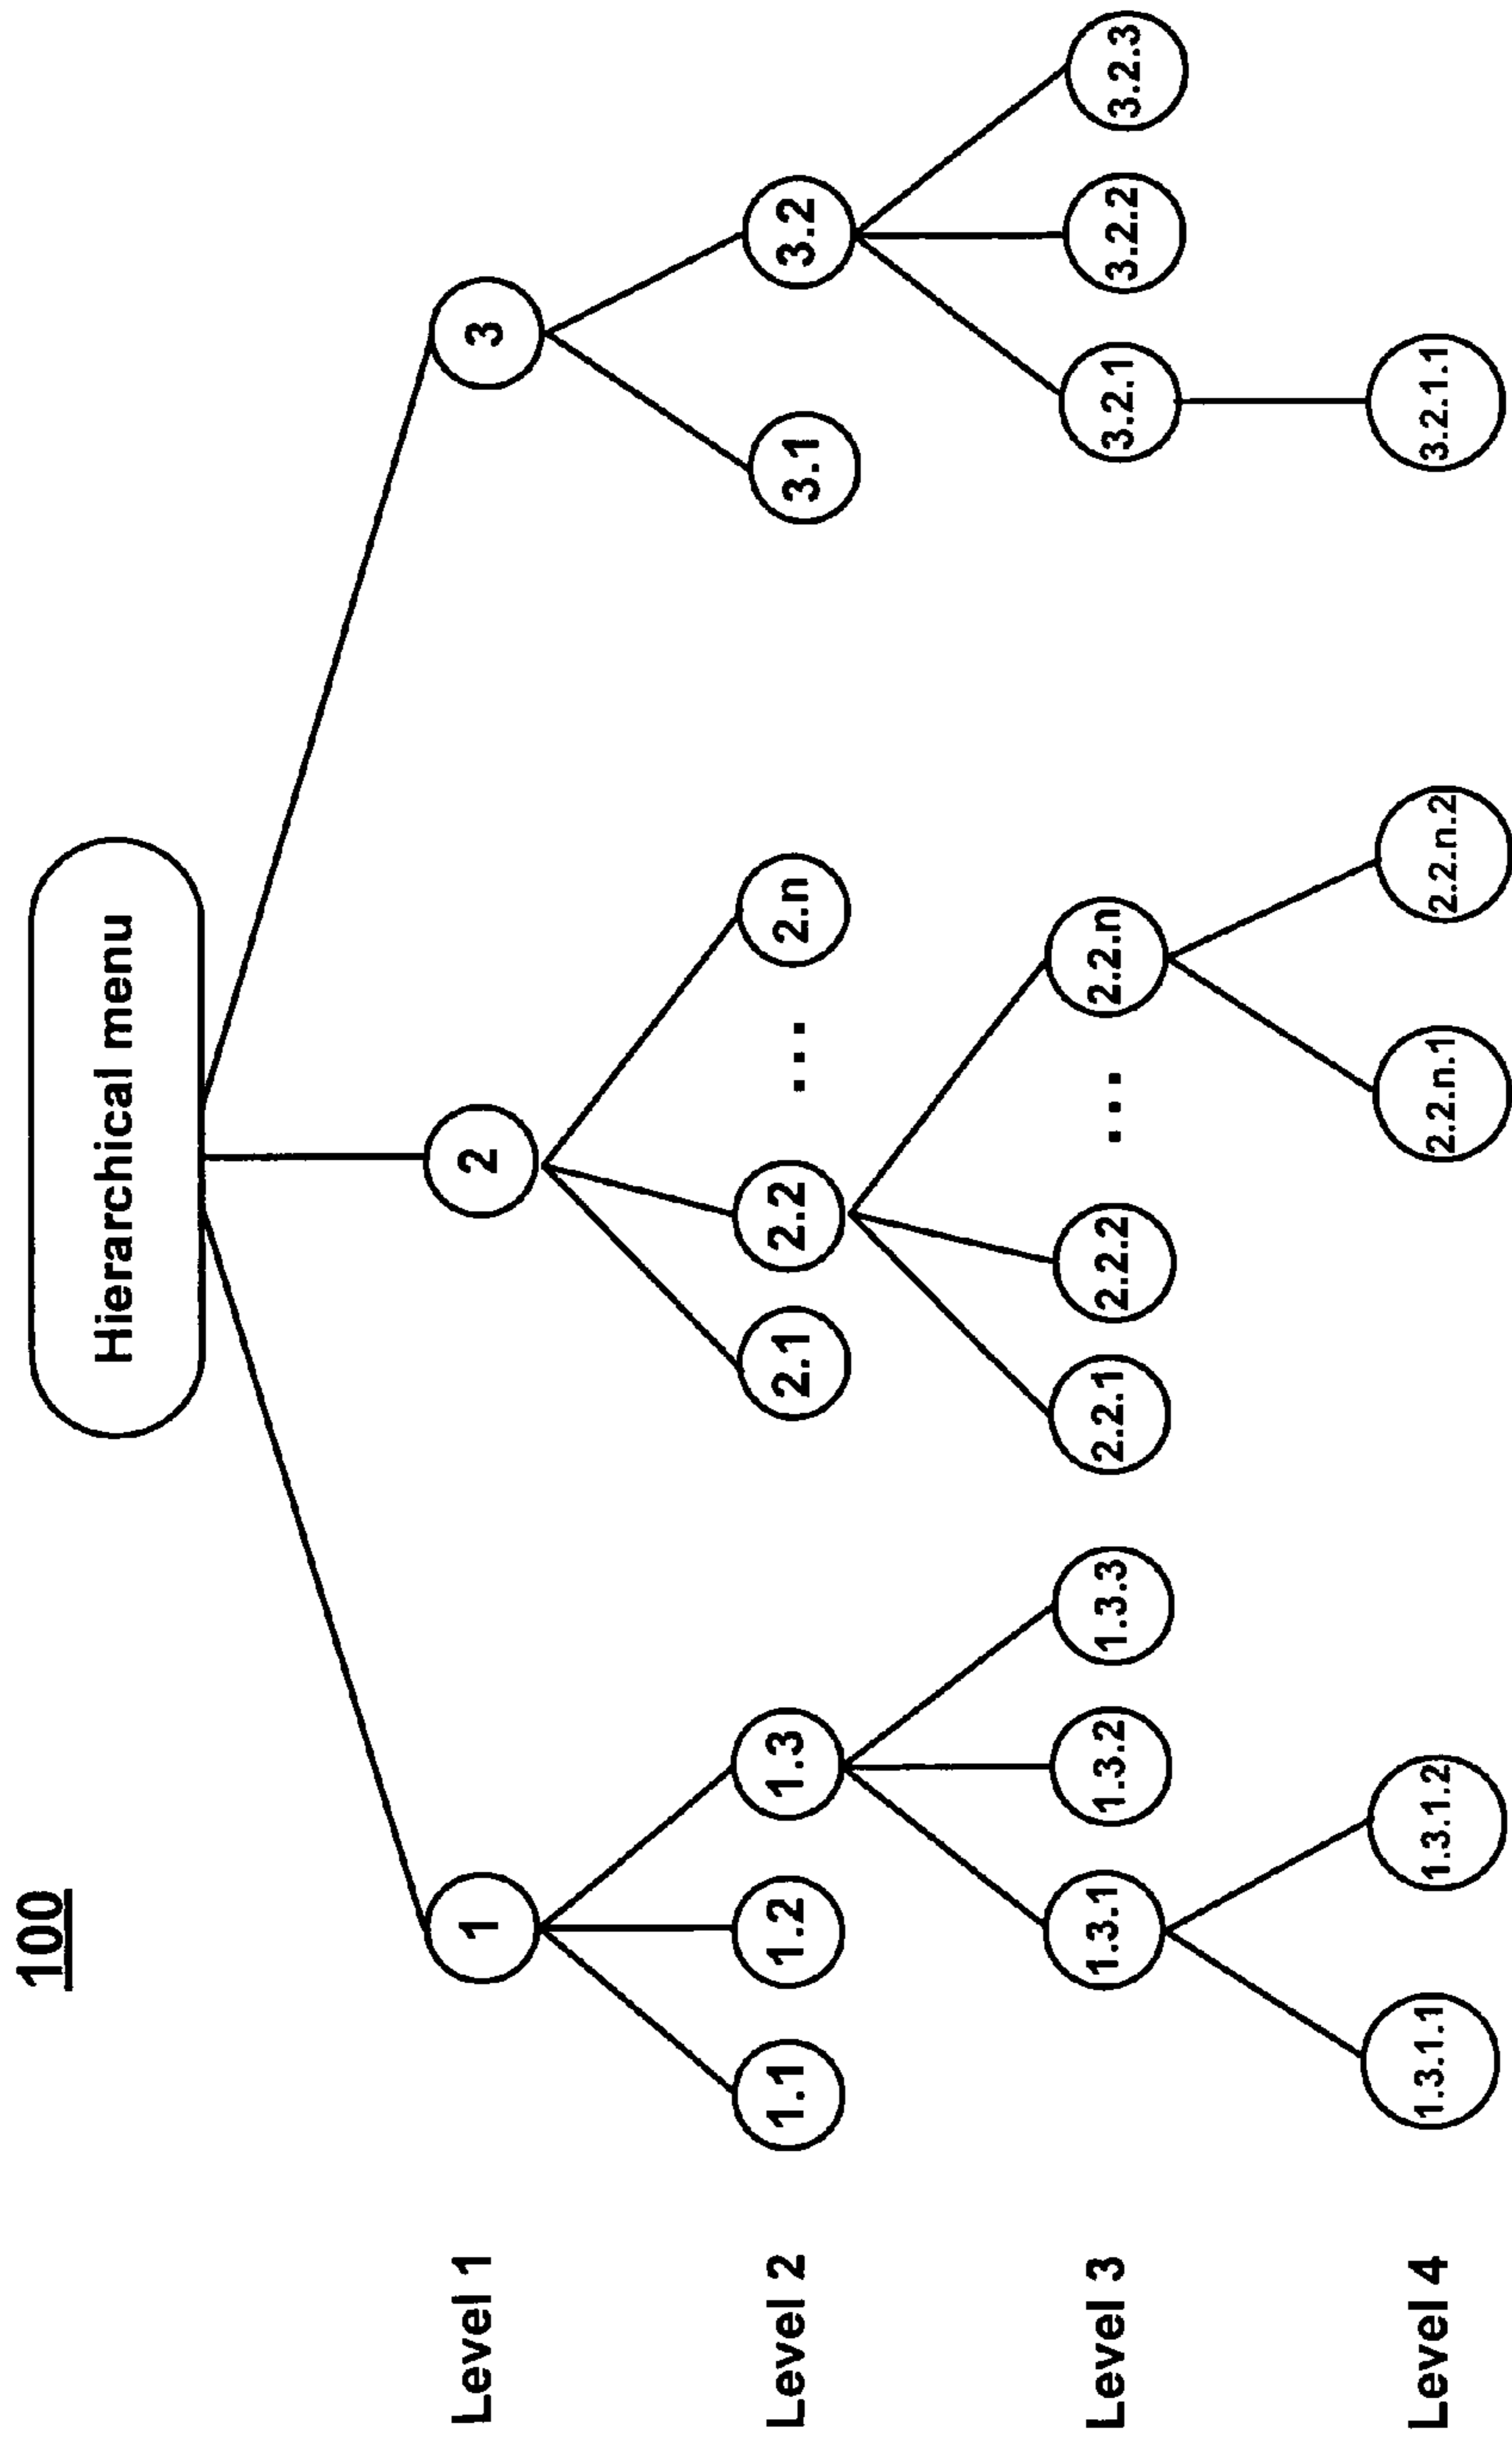 100
Hierarchical menu
Level 1
1
2
3
Level 2
1.1
1.2
1.3
2.1
2.2
...
2.n
3.1
3.2
Level 3
1.3.1
1.3.2
1.3.3
2.2.1
2.2.2
...
2.2.n
3.2.1
3.2.2
3.2.3
Level 4
1.3.1.1
1.3.1.2
2.2.n.1
2.2.n.2
3.2.1.1